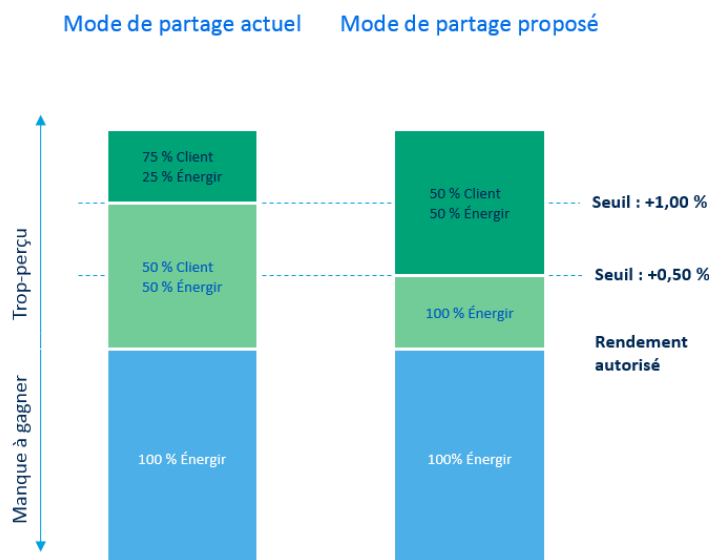 Mode de partage actuel
Mode de partage proposé
75 % Client
25 % Énergir
50 % Client
50 % Énergir
Seuil : +1,00 %
50 % Client
50 % Énergir
Seuil : +0,50 %
100 % Énergir
Rendement
autorisé
100 % Énergir
100% Énergir
Trop-perçu
Manque à gagner